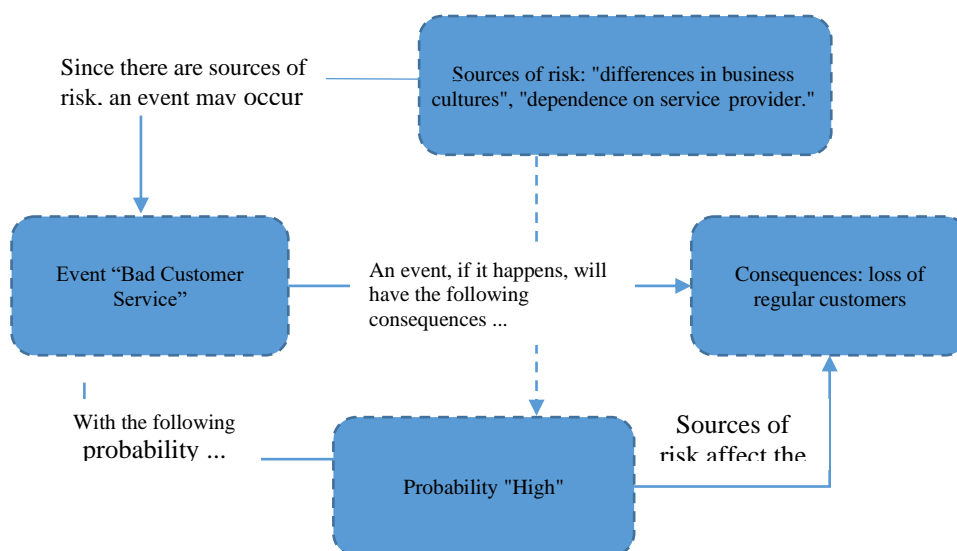 Since there are sources of
risk, an event may occur
Sources of risk: "differences in business
cultures", "dependence on service provider."
Event “Bad Customer
Service”
An event, if it happens, will
have the following
consequences ...
Consequences: loss of
regular customers
With the following
probability ...
Probability "High"
Sources of
risk affect the